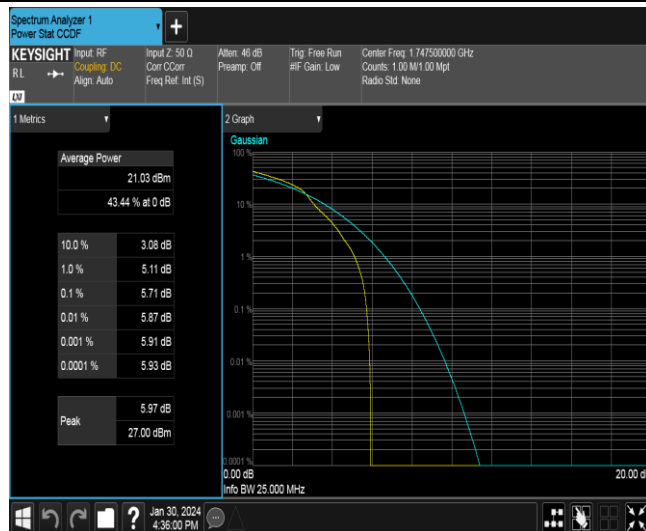 Spectrum Analyzer 1
Power Stat CCDF
+
KEYSIGHT
RL
Input: RF
Coupling: DC
Align: Auto
Input Z: 50 Ω
Corr CCorr
Freq Ref: Int (S)
Atten: 46 dB
Preamp: Off
Trig: Free Run
#IF Gain: Low
Center Freq: 1.747500000 GHz
Counts: 1.00 M/1.00 Mpt
Radio Std: None
LXI
1 Metrics
Average Power
21.03 dBm
43.44 % at 0 dB
10.0 % 3.08 dB
1.0 % 5.11 dB
0.1 % 5.71 dB
0.01 % 5.87 dB
0.001 % 5.91 dB
0.0001 % 5.93 dB
Peak
5.97 dB
27.00 dBm
2 Graph
Gaussian
100 %
10 %
1 %
0.1 %
0.01 %
0.001 %
0.0001 %
0.00 dB
20.00 d
Info BW 25.000 MHz
?
Jan 30, 2024
4:36:00 PM